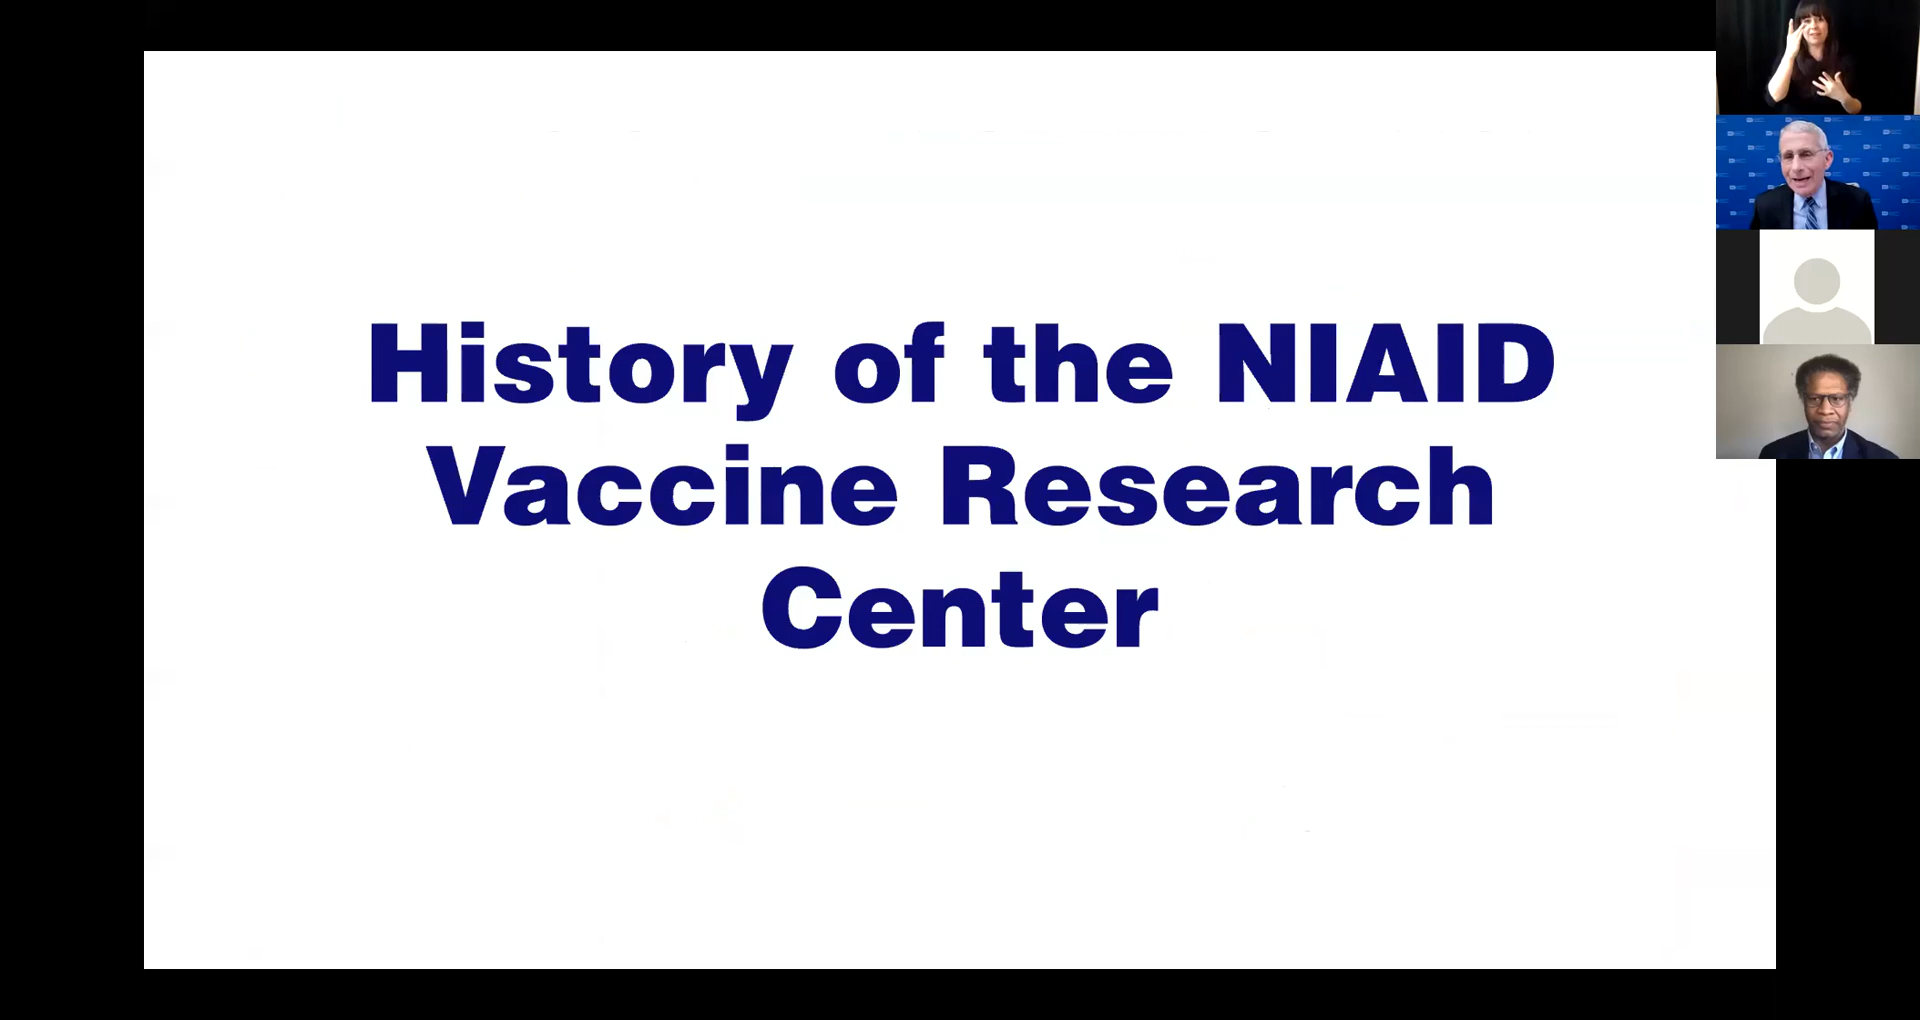 History of the NIAID
Vaccine Research
Center